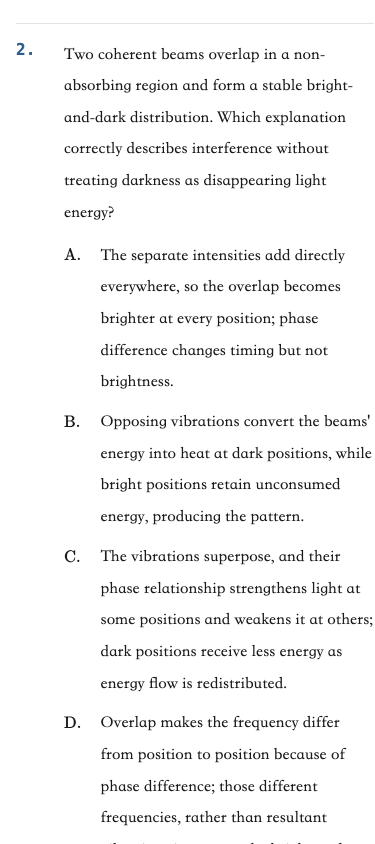 2. Two coherent beams overlap in a non-
absorbing region and form a stable bright-
and-dark distribution. Which explanation
correctly describes interference without
treating darkness as disappearing light
energy?
A. The separate intensities add directly
everywhere, so the overlap becomes
brighter at every position; phase
difference changes timing but not
brightness.
B. Opposing vibrations convert the beams'
energy into heat at dark positions, while
bright positions retain unconsumed
energy, producing the pattern.
C. The vibrations superpose, and their
phase relationship strengthens light at
some positions and weakens it at others;
dark positions receive less energy as
energy flow is redistributed.
D. Overlap makes the frequency differ
from position to position because of
phase difference; those different
frequencies, rather than resultant